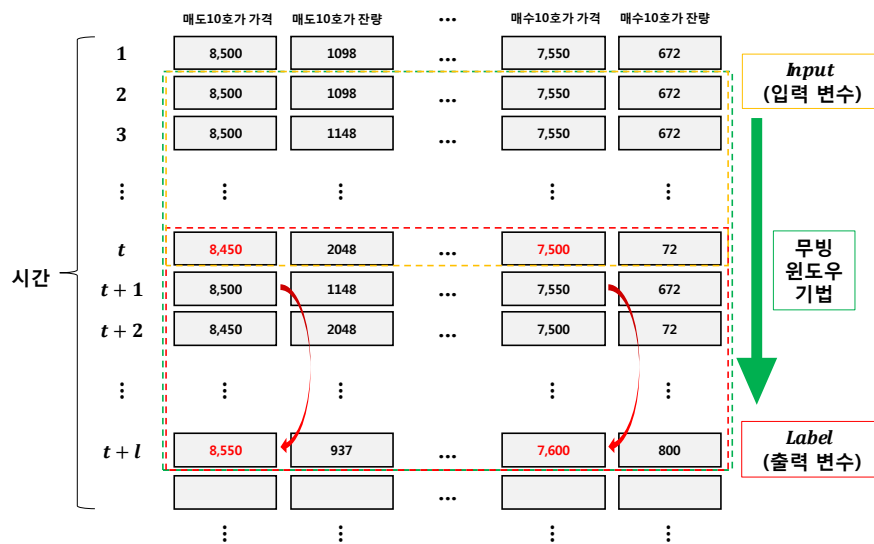 매도10호가 가격 매도10호가 잔량 ... 매수10호가 가격 매수10호가 잔량
1 8,500 1098 ... 7,550 672
2 8,500 1098 ... 7,550 672
3 8,500 1148 ... 7,550 672
⋮ ⋮ ⋮ ⋮ ⋮
t 8,450 2048 ... 7,500 72
t + 1 8,500 1148 ... 7,550 672
t + 2 8,450 2048 ... 7,500 72
⋮ ⋮ ⋮ ⋮ ⋮
t + l 8,550 937 ... 7,600 800
...
⋮ ⋮ ⋮ ⋮ ⋮
시간
Input
(입력 변수)
무빙
윈도우
기법
Label
(출력 변수)